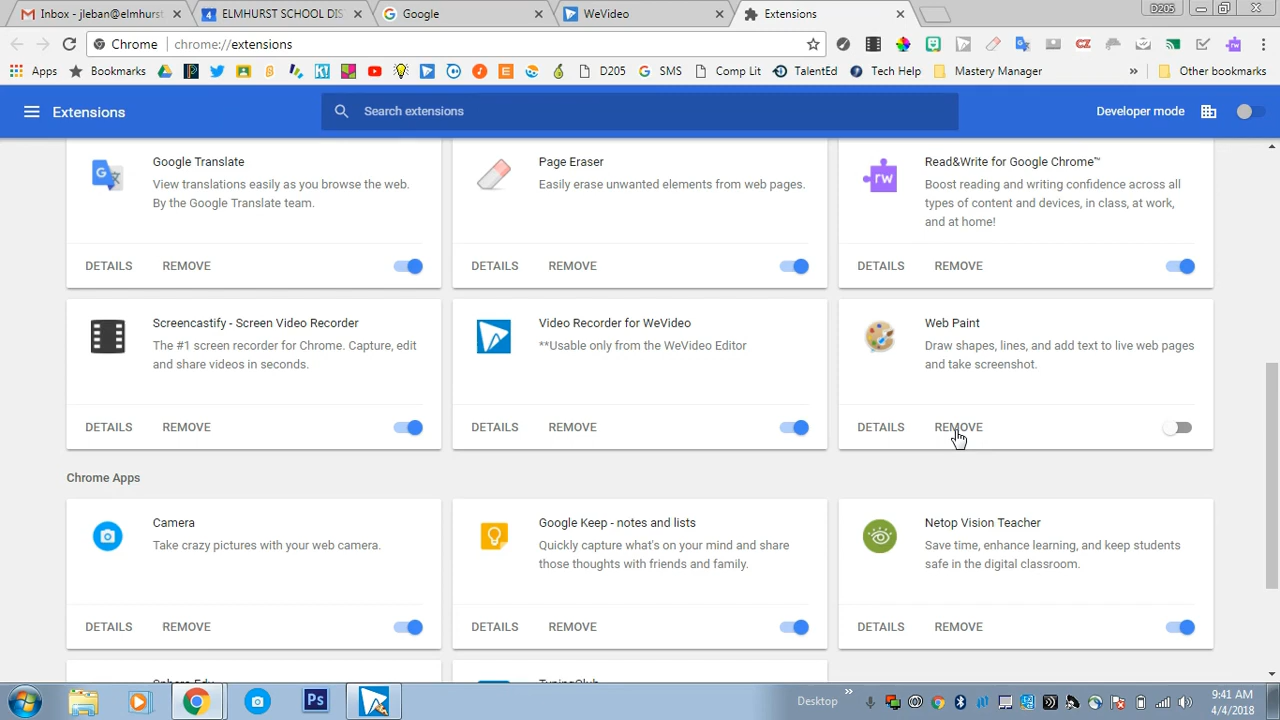 Inbox - jleban@elmhurst
ELMHURST SCHOOL DIS
Google
WeVideo
Extensions
D205
Chrome
chrome://extensions
CZ
rw
Apps
Bookmarks
D205
SMS
Comp Lit
TalentEd
Tech Help
Mastery Manager
»
Other bookmarks
Extensions
Search extensions
Developer mode
Google Translate
View translations easily as you browse the web.
By the Google Translate team.
DETAILS
REMOVE
Page Eraser
Easily erase unwanted elements from web pages.
DETAILS
REMOVE
rw
Read&Write for Google Chrome™
Boost reading and writing confidence across all
types of content and devices, in class, at work,
and at home!
DETAILS
REMOVE
Screencastify - Screen Video Recorder
The #1 screen recorder for Chrome. Capture, edit
and share videos in seconds.
DETAILS
REMOVE
Video Recorder for WeVideo
**Usable only from the WeVideo Editor
DETAILS
REMOVE
Web Paint
Draw shapes, lines, and add text to live web pages
and take screenshot.
DETAILS
REMOVE
Chrome Apps
Camera
Take crazy pictures with your web camera.
DETAILS
REMOVE
Google Keep - notes and lists
Quickly capture what's on your mind and share
those thoughts with friends and family.
DETAILS
REMOVE
Netop Vision Teacher
Save time, enhance learning, and keep students
safe in the digital classroom.
DETAILS
REMOVE
Sphero Edu
TypingClub
Ps
Desktop
»
9:41 AM
4/4/2018